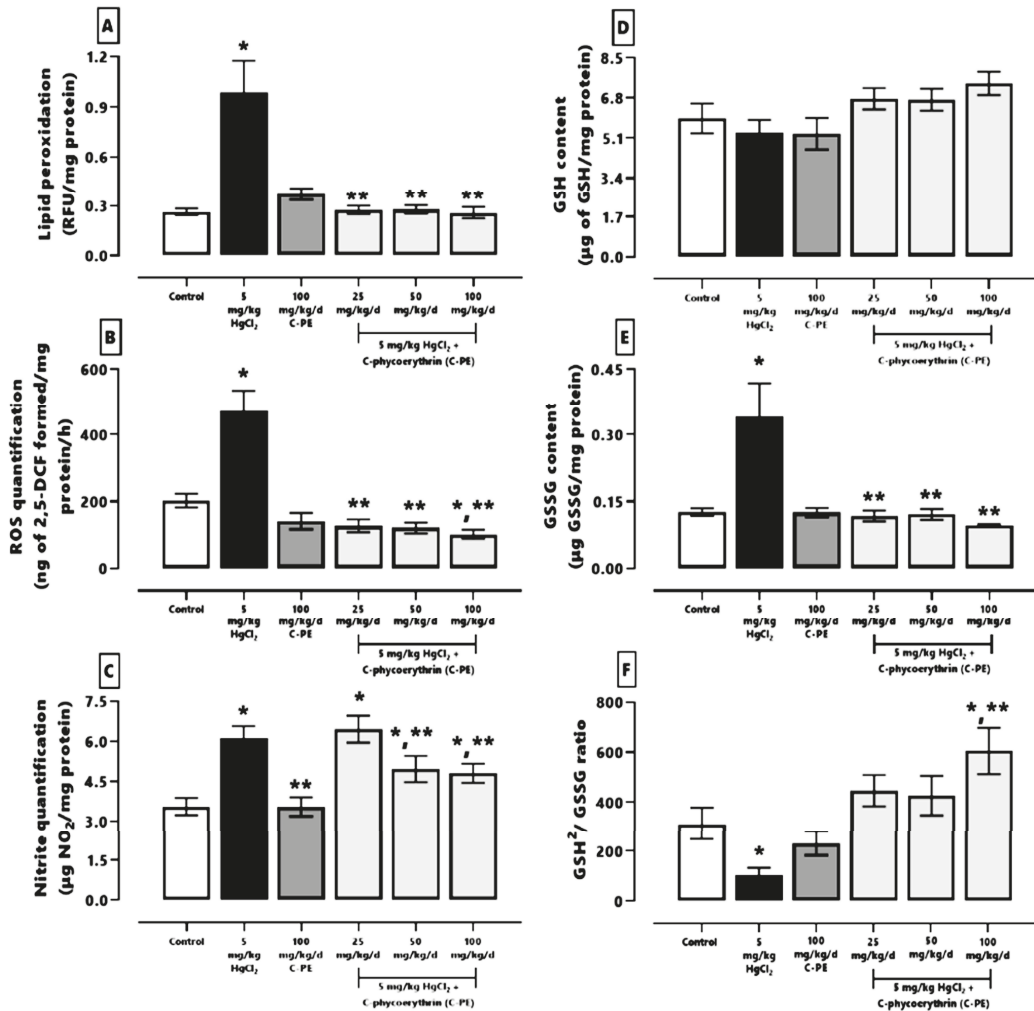 A
Lipid peroxidation
(RFU/mg protein)
1.2
0.9
0.6
0.3
0.0
*
**
**
**
Control
5
mg/kg
HgCl₂
100
mg/kg/d
C-PE
25
mg/kg/d
50
mg/kg/d
100
mg/kg/d
5 mg/kg HgCl₂ +
C-phycoerythrin (C-PE)
B
ROS quantification
(ng of 2,5-DCF formed/mg
protein/h)
600
400
200
0
*
**
**
*, **
Control
5
mg/kg
HgCl₂
100
mg/kg/d
C-PE
25
mg/kg/d
50
mg/kg/d
100
mg/kg/d
5 mg/kg HgCl₂ +
C-phycoerythrin (C-PE)
C
Nitrite quantification
(µg NO₂/mg protein)
7.5
6.0
4.5
3.0
1.5
0.0
*
**
*
*, **
*, **
Control
5
mg/kg
HgCl₂
100
mg/kg/d
C-PE
25
mg/kg/d
50
mg/kg/d
100
mg/kg/d
5 mg/kg HgCl₂ +
C-phycoerythrin (C-PE)
D
GSH content
(µg of GSH/mg protein)
8.5
6.8
5.1
3.4
1.7
0.0
Control
5
mg/kg
HgCl₂
100
mg/kg/d
C-PE
25
mg/kg/d
50
mg/kg/d
100
mg/kg/d
5 mg/kg HgCl₂ +
C-phycoerythrin (C-PE)
E
GSSG content
(µg GSSG/mg protein)
0.45
0.30
0.15
0.00
*
**
**
**
Control
5
mg/kg
HgCl₂
100
mg/kg/d
C-PE
25
mg/kg/d
50
mg/kg/d
100
mg/kg/d
5 mg/kg HgCl₂ +
C-phycoerythrin (C-PE)
F
GSH²/ GSSG ratio
800
600
400
200
0
*
*, **
Control
5
mg/kg
HgCl₂
100
mg/kg/d
C-PE
25
mg/kg/d
50
mg/kg/d
100
mg/kg/d
5 mg/kg HgCl₂ +
C-phycoerythrin (C-PE)